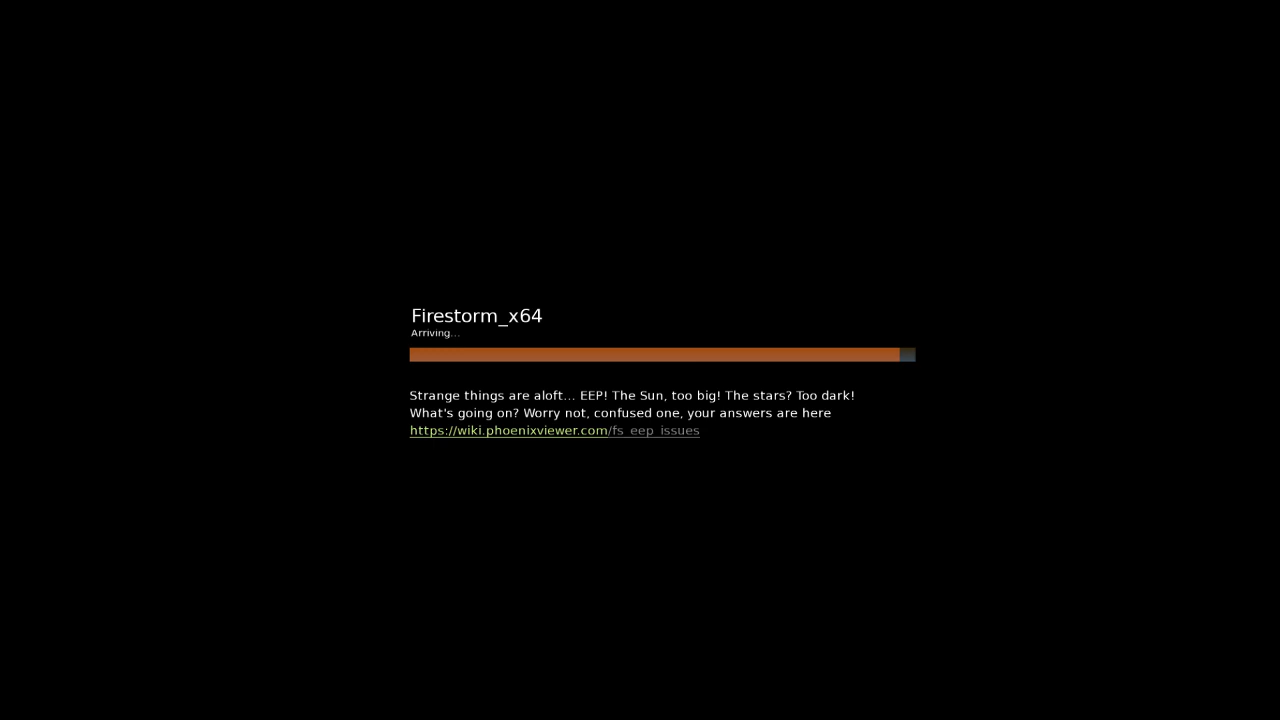 Firestorm_x64
Arriving...
Strange things are aloft... EEP! The Sun, too big! The stars? Too dark!
What's going on? Worry not, confused one, your answers are here
https://wiki.phoenixviewer.com/fs_eep_issues